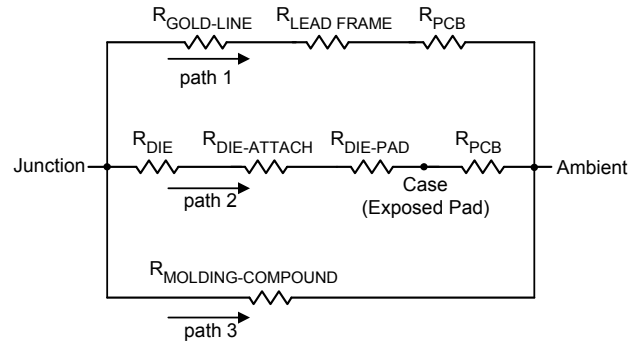 RGOLD-LINE RLEAD FRAME RPCB
path 1
RDIE RDIE-ATTACH RDIE-PAD RPCB
Junction Ambient
Case
path 2
(Exposed Pad)
RMOLDING-COMPOUND
path 3